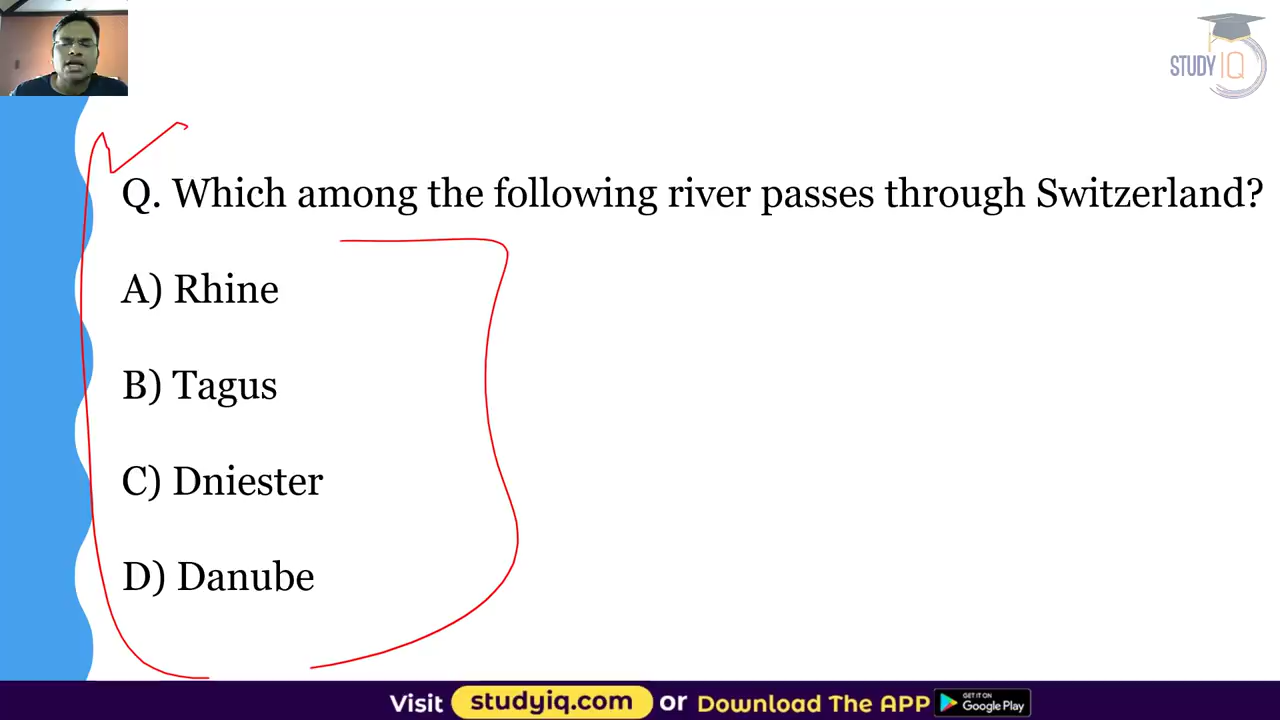 STUDY IQ
Q. Which among the following river passes through Switzerland?
A) Rhine
B) Tagus
C) Dniester
D) Danube
Visit studyiq.com or Download The APP GET IT ON Google Play